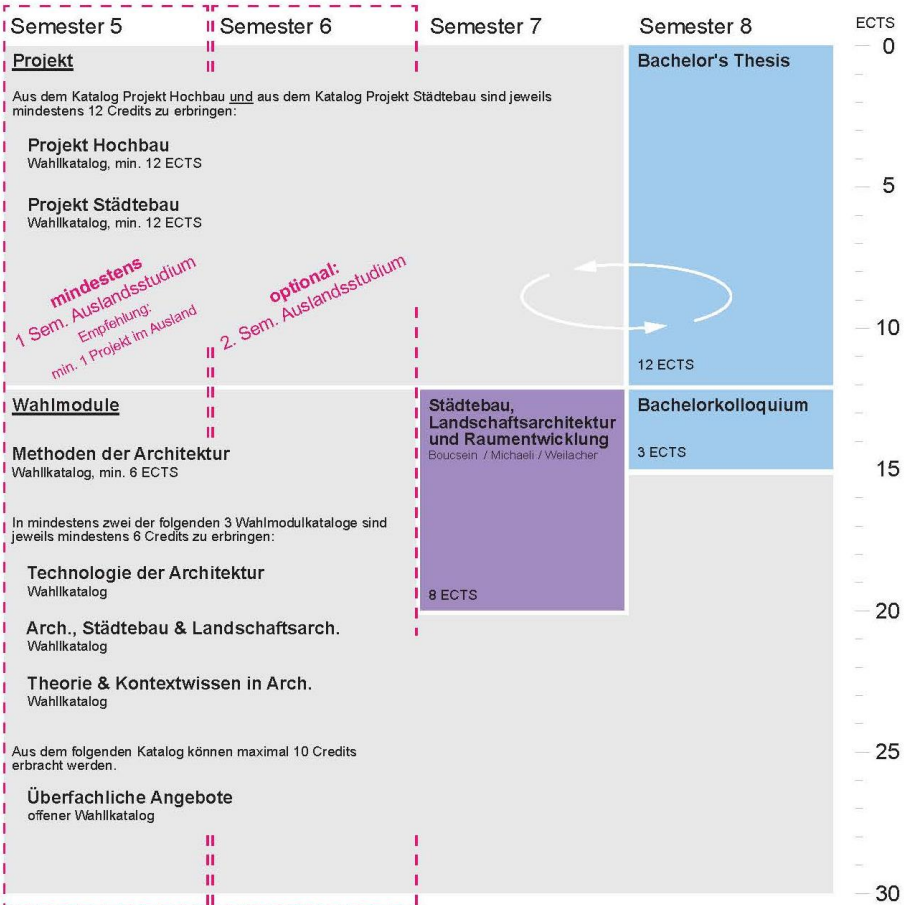 Semester 5
Semester 6
Semester 7
Semester 8
ECTS
0
Projekt
Aus dem Katalog Projekt Hochbau und aus dem Katalog Projekt Städtebau sind jeweils
mindestens 12 Credits zu erbringen:
Projekt Hochbau
Wahllkatalog, min. 12 ECTS
Projekt Städtebau
Wahllkatalog, min. 12 ECTS
mindestens
1 Sem. Auslandsstudium
Empfehlung:
min. 1 Projekt im Ausland
optional:
2. Sem. Auslandsstudium
Bachelor's Thesis
12 ECTS
5
10
Wahlmodule
Methoden der Architektur
Wahllkatalog, min. 6 ECTS
In mindestens zwei der folgenden 3 Wahlmodulkataloge sind
jeweils mindestens 6 Credits zu erbringen:
Technologie der Architektur
Wahllkatalog
Arch., Städtebau & Landschaftsarch.
Wahllkatalog
Theorie & Kontextwissen in Arch.
Wahllkatalog
Aus dem folgenden Katalog können maximal 10 Credits
erbracht werden.
Überfachliche Angebote
offener Wahllkatalog
Städtebau,
Landschaftsarchitektur
und Raumentwicklung
Boucsein / Michaeli / Weilacher
8 ECTS
Bachelorkolloquium
3 ECTS
15
20
25
30